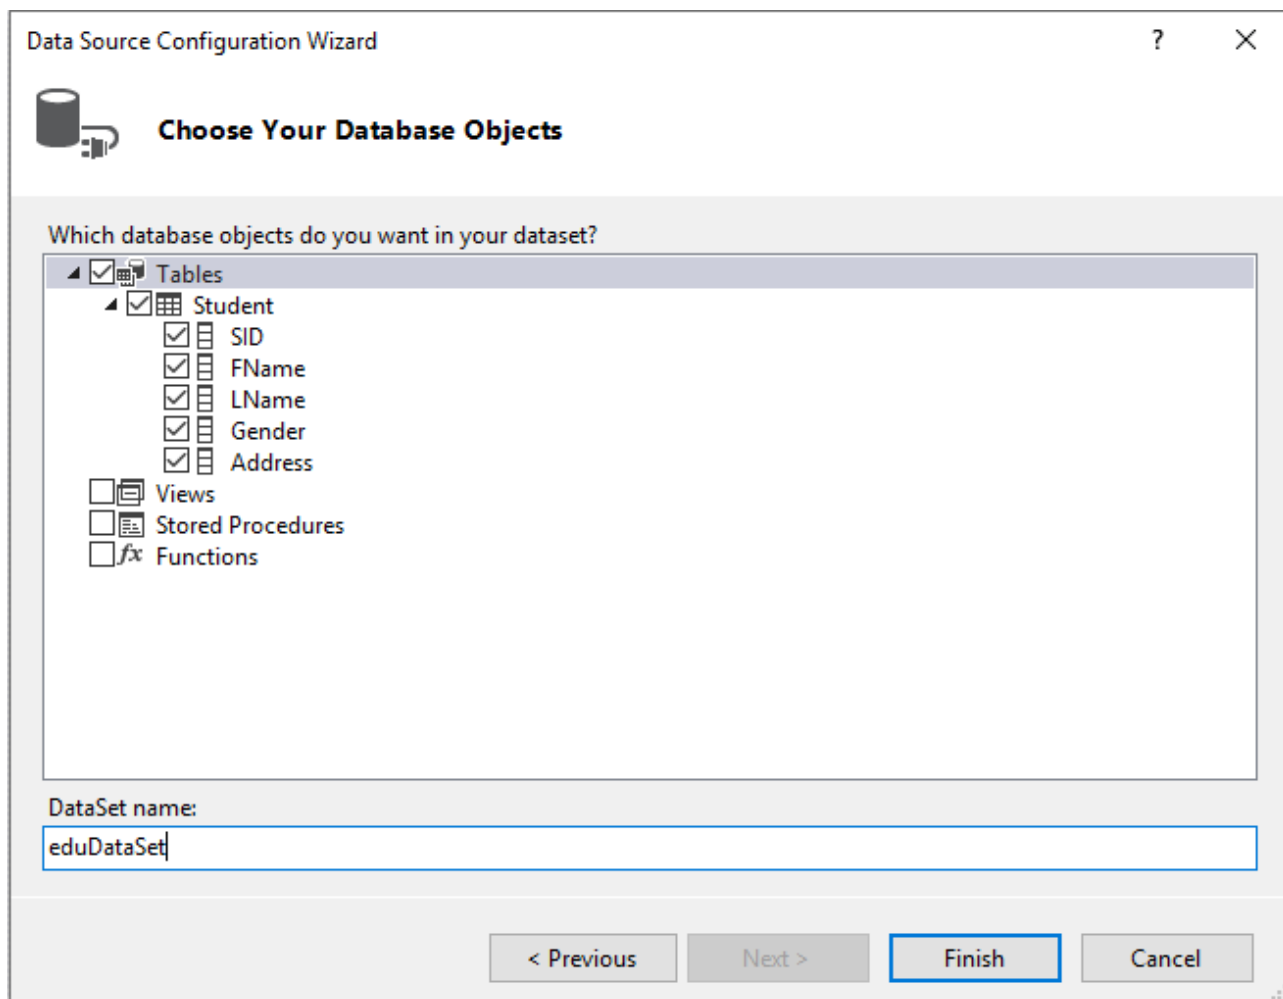 Data Source Configuration Wizard ?
Choose Your Database Objects
Which database objects do you want in your dataset?
Tables
Student
SID
FName
LName
Gender
Address
Views
Stored Procedures
fx Functions
DataSet name:
eduDataSet
< Previous Next > Finish Cancel